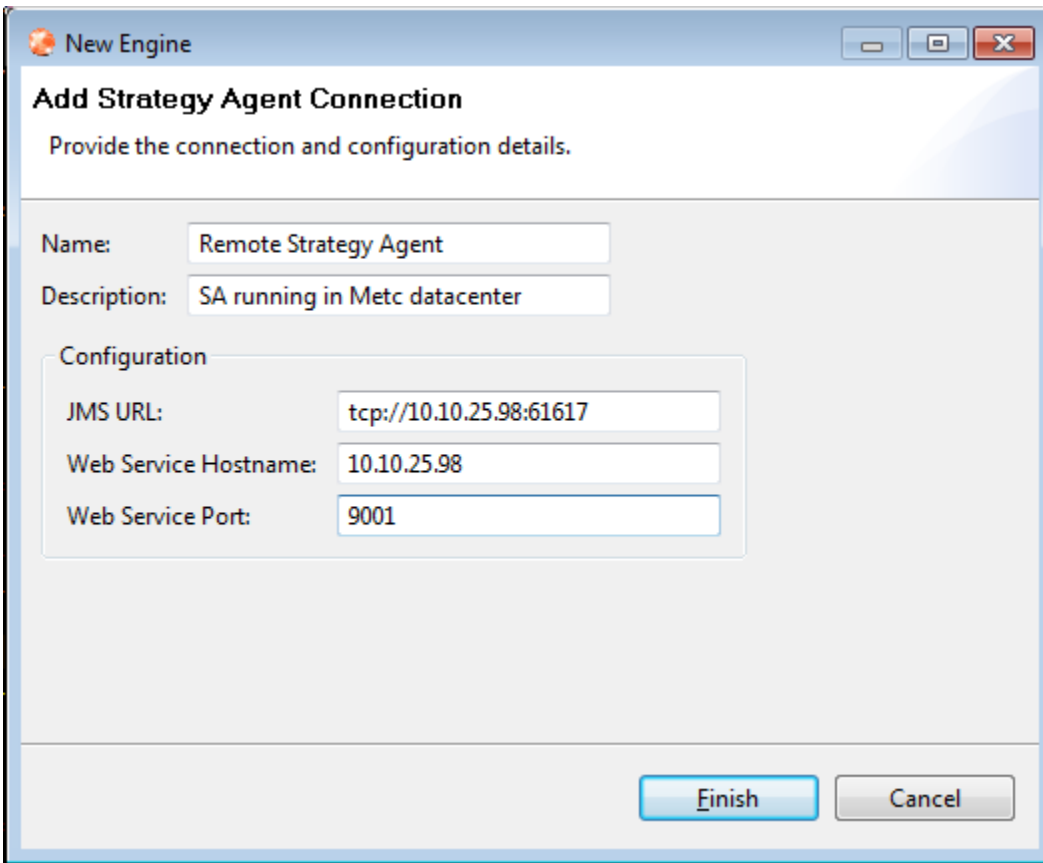 New Engine
Add Strategy Agent Connection
Provide the connection and configuration details.
Name: Remote Strategy Agent
Description: SA running in Metc datacenter
Configuration
JMS URL: tcp://10.10.25.98:61617
Web Service Hostname: 10.10.25.98
Web Service Port: 9001
Finish Cancel